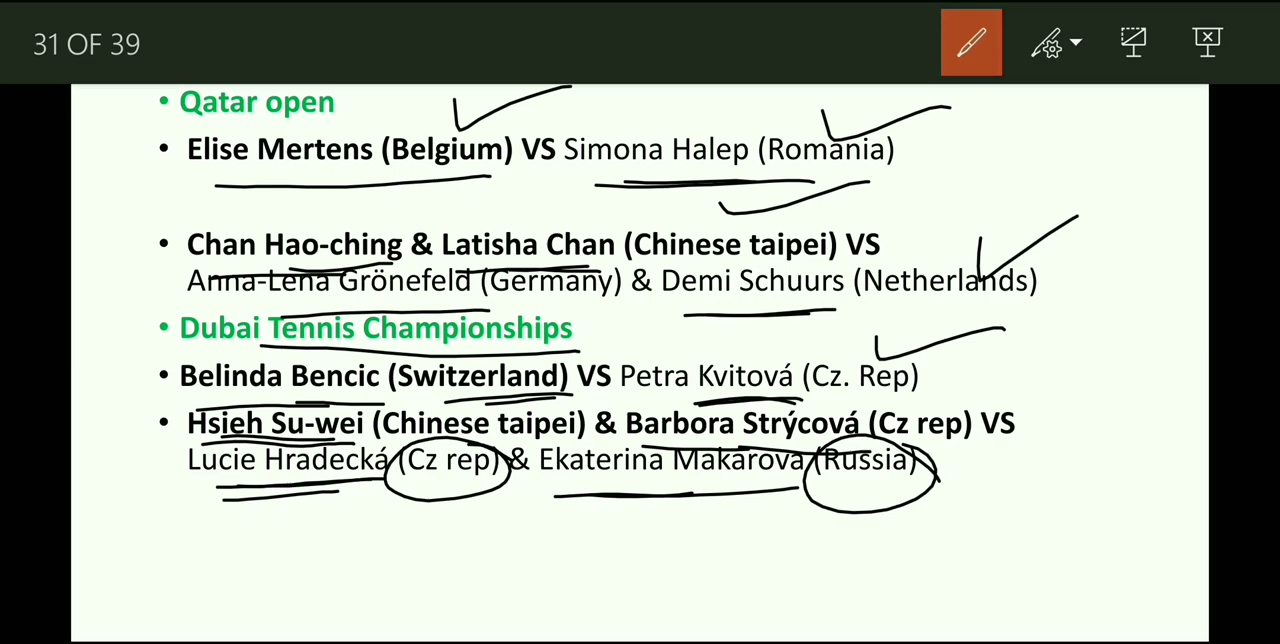 31 OF 39
• Qatar open
• Elise Mertens (Belgium) VS Simona Halep (Romania)
• Chan Hao-ching & Latisha Chan (Chinese taipei) VS
Anna-Lena Grönefeld (Germany) & Demi Schuurs (Netherlands)
• Dubai Tennis Championships
• Belinda Bencic (Switzerland) VS Petra Kvitová (Cz. Rep)
• Hsieh Su-wei (Chinese taipei) & Barbora Strýcová (Cz rep) VS
Lucie Hradecká (Cz rep) & Ekaterina Makarova (Russia)